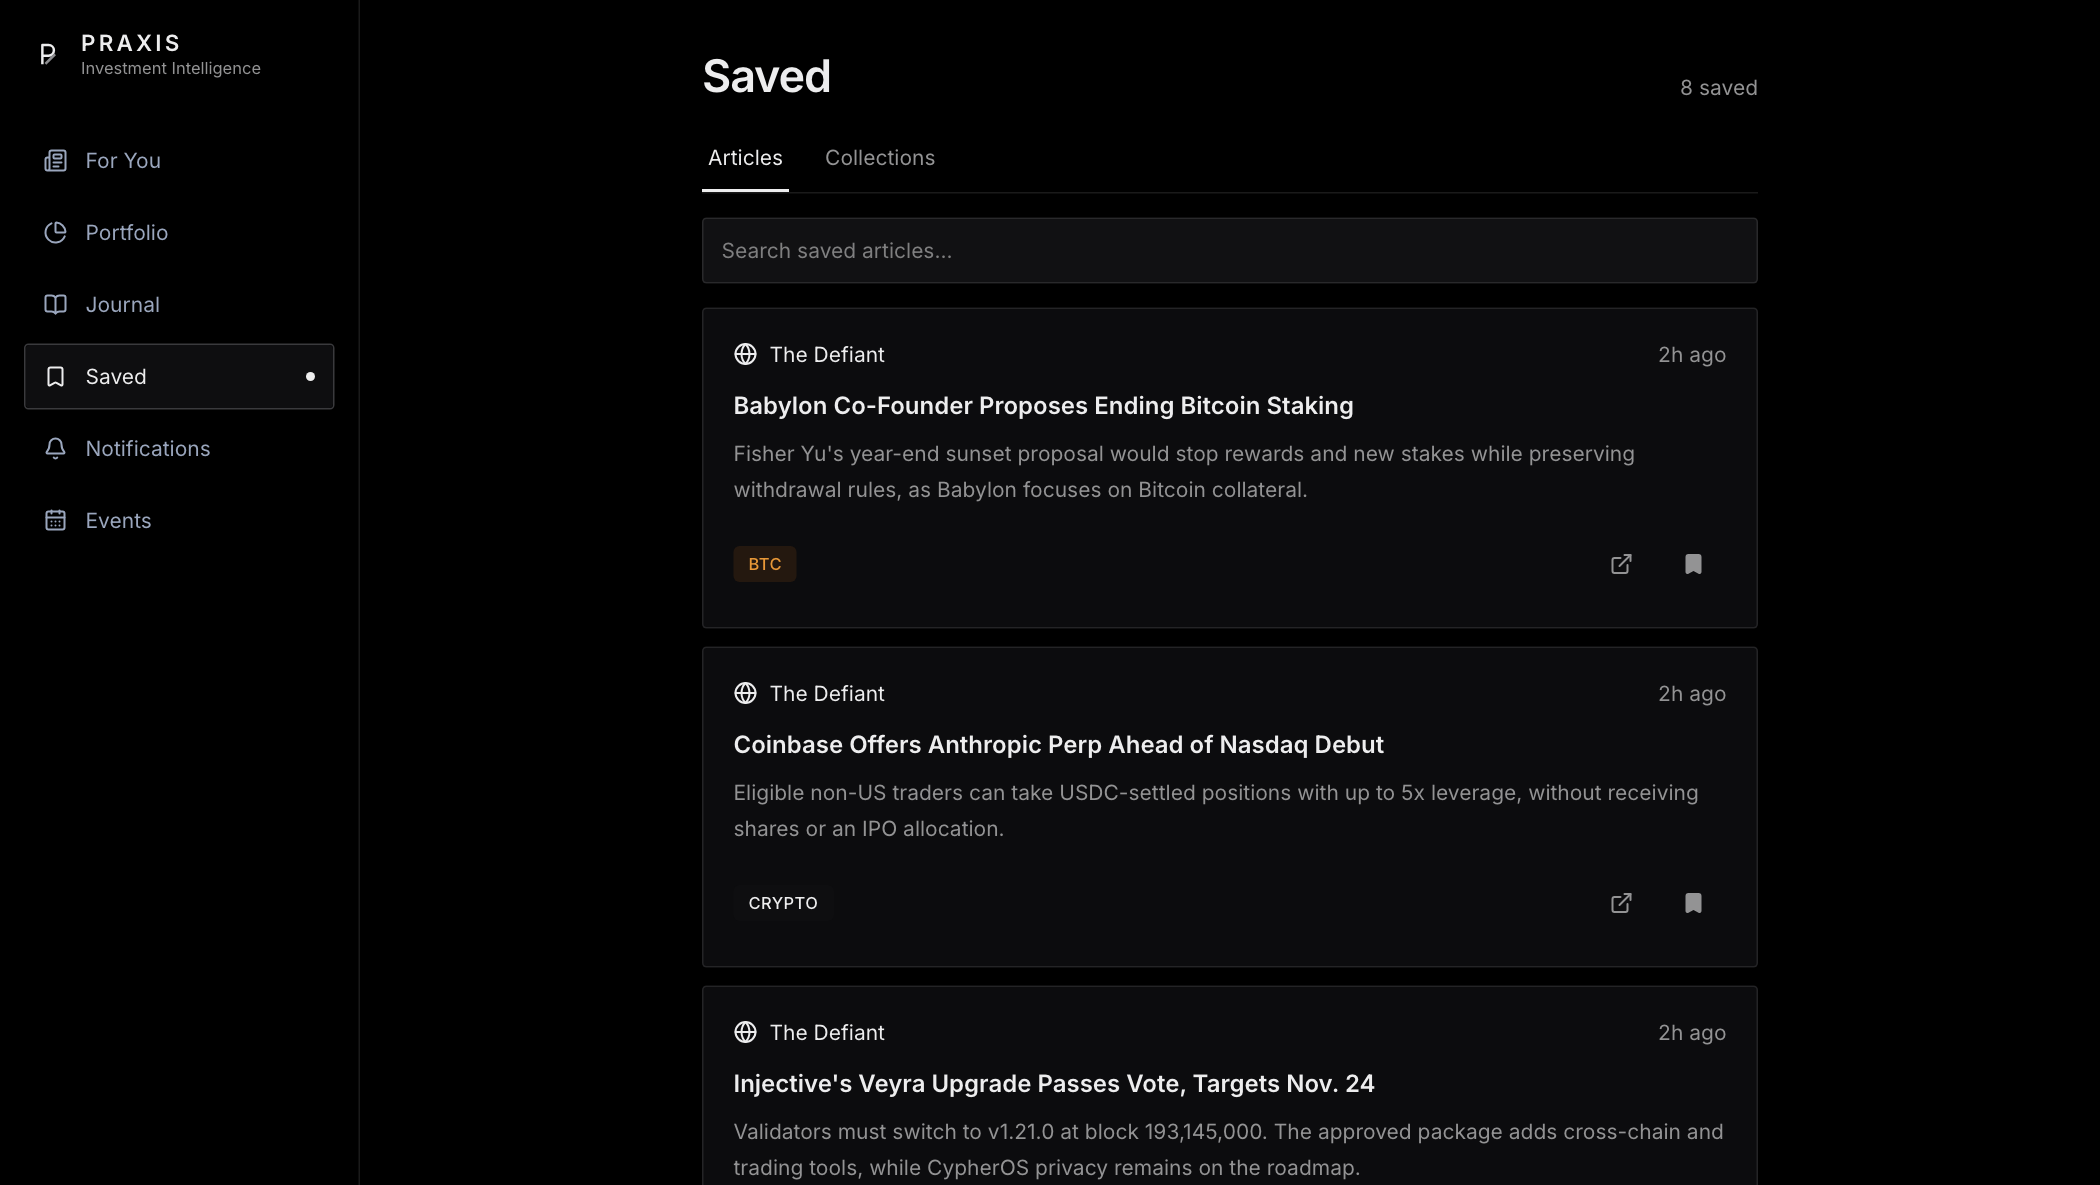 PRAXIS
Investment Intelligence
For You
Portfolio
Journal
Saved
Notifications
Events
Saved
8 saved
Articles
Collections
Search saved articles...
The Defiant
2h ago
Babylon Co-Founder Proposes Ending Bitcoin Staking
Fisher Yu's year-end sunset proposal would stop rewards and new stakes while preserving
withdrawal rules, as Babylon focuses on Bitcoin collateral.
BTC
The Defiant
2h ago
Coinbase Offers Anthropic Perp Ahead of Nasdaq Debut
Eligible non-US traders can take USDC-settled positions with up to 5x leverage, without receiving
shares or an IPO allocation.
CRYPTO
The Defiant
2h ago
Injective's Veyra Upgrade Passes Vote, Targets Nov. 24
Validators must switch to v1.21.0 at block 193,145,000. The approved package adds cross-chain and
trading tools, while CypherOS privacy remains on the roadmap.